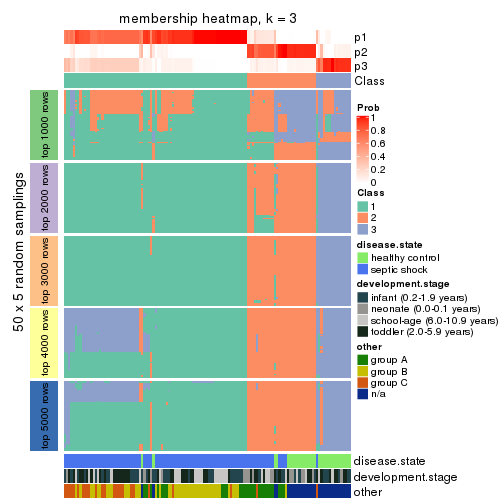 membership heatmap, k = 3
p1
p2
p3
Class
50 x 5 random samplings
top 1000 rows
top 2000 rows
top 3000 rows
top 4000 rows
top 5000 rows
Prob
1
0.8
0.6
0.4
0.2
0
Class
1
2
3
disease.state
healthy control
septic shock
development.stage
infant (0.2-1.9 years)
neonate (0.0-0.1 years)
school-age (6.0-10.9 years)
toddler (2.0-5.9 years)
other
group A
group B
group C
n/a
disease.state
development.stage
other